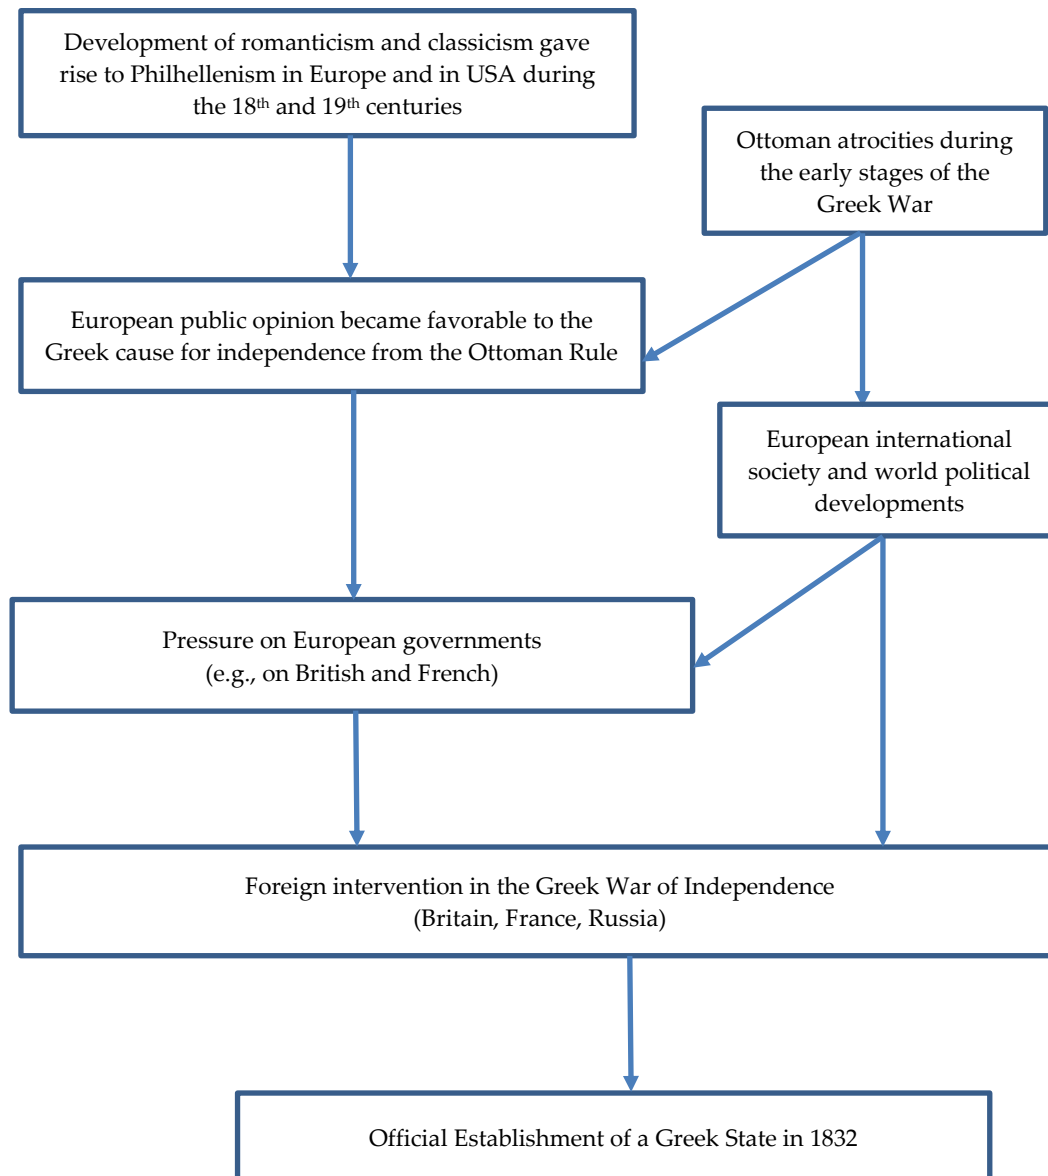 Development of romanticism and classicism gave
rise to Philhellenism in Europe and in USA during
the 18th and 19th centuries
Ottoman atrocities during
the early stages of the
Greek War
European public opinion became favorable to the
Greek cause for independence from the Ottoman Rule
European international
society and world political
developments
Pressure on European governments
(e.g., on British and French)
Foreign intervention in the Greek War of Independence
(Britain, France, Russia)
Official Establishment of a Greek State in 1832